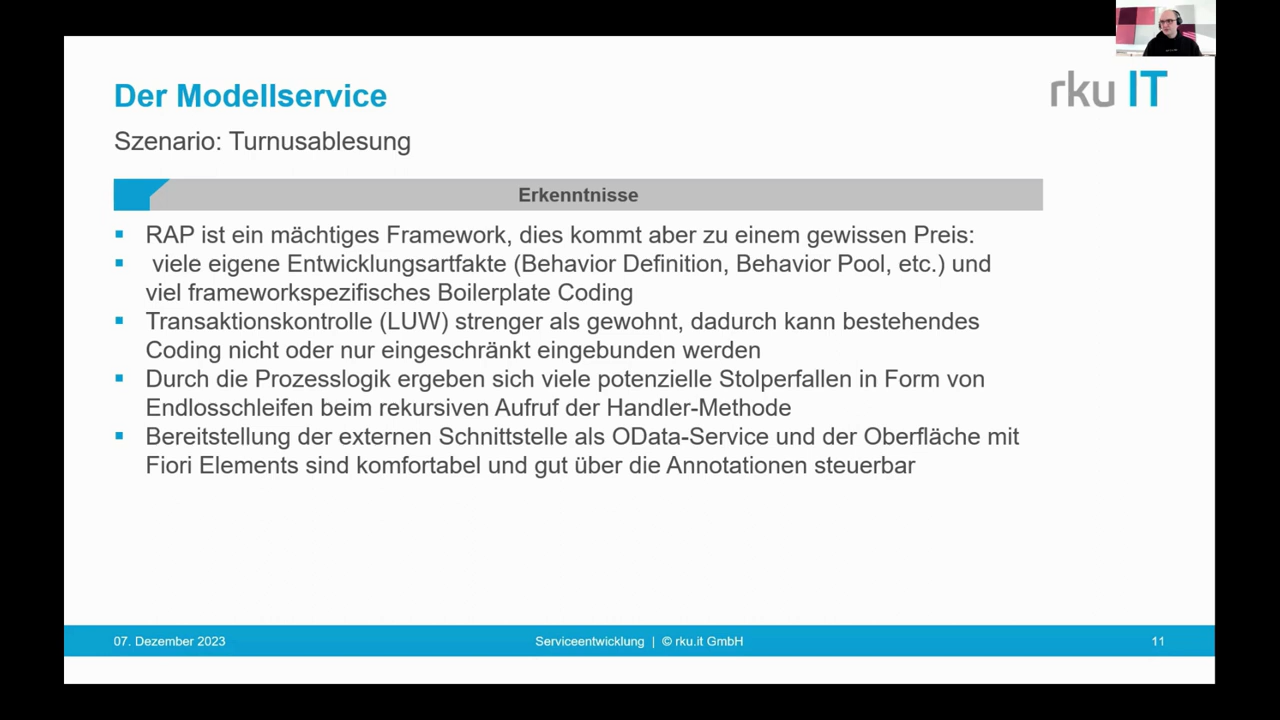 rku IT
Der Modellservice
Szenario: Turnusablesung
Erkenntnisse
▪ RAP ist ein mächtiges Framework, dies kommt aber zu einem gewissen Preis:
▪ viele eigene Entwicklungsartfakte (Behavior Definition, Behavior Pool, etc.) und
viel frameworkspezifisches Boilerplate Coding
▪ Transaktionskontrolle (LUW) strenger als gewohnt, dadurch kann bestehendes
Coding nicht oder nur eingeschränkt eingebunden werden
▪ Durch die Prozesslogik ergeben sich viele potenzielle Stolperfallen in Form von
Endlosschleifen beim rekursiven Aufruf der Handler-Methode
▪ Bereitstellung der externen Schnittstelle als OData-Service und der Oberfläche mit
Fiori Elements sind komfortabel und gut über die Annotationen steuerbar
07. Dezember 2023 Serviceentwicklung | © rku.it GmbH 11